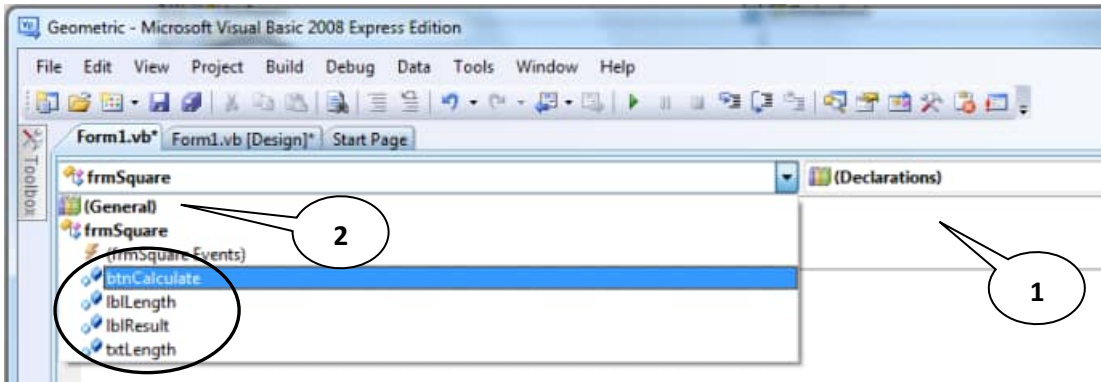 Geometric - Microsoft Visual Basic 2008 Express Edition
File Edit View Project Build Debug Data Tools Window Help
Form1.vb* Form1.vb [Design]* Start Page
Toolbox
frmSquare (Declarations)
(General)
frmSquare
(frmSquare Events)
btnCalculate
lblLength
lblResult
txtLength
2
1